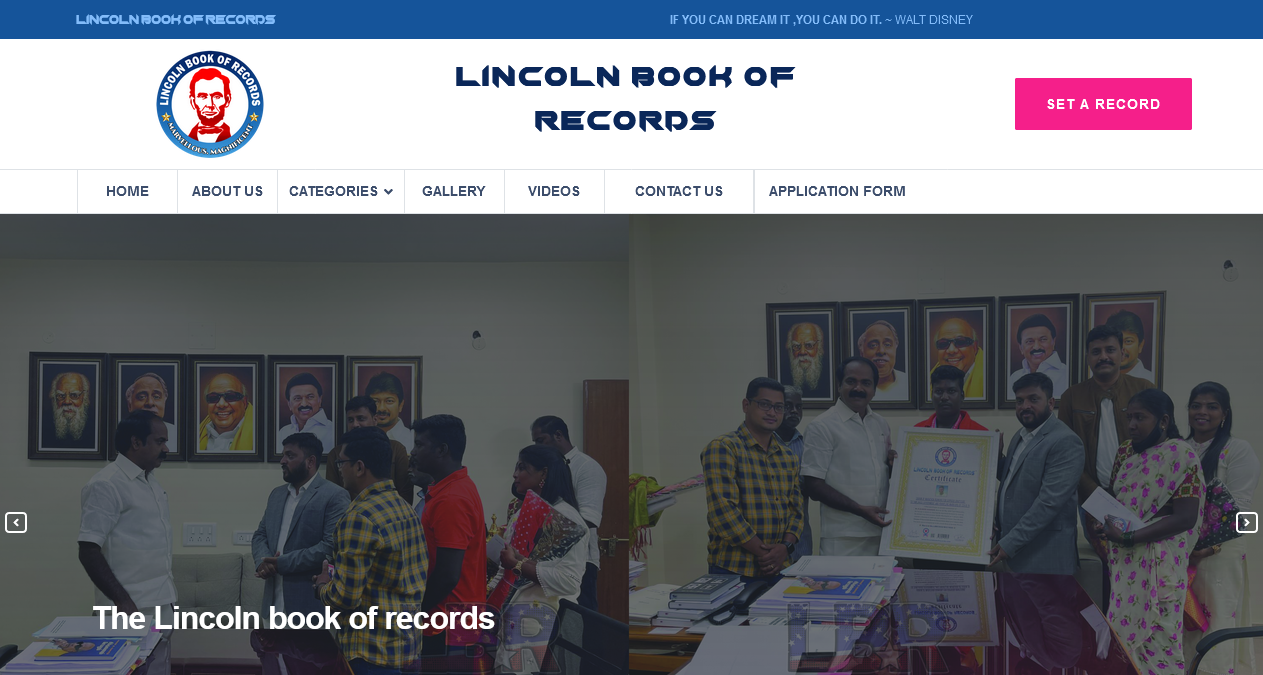 LINCOLN BOOK OF RECORDS
IF YOU CAN DREAM IT ,YOU CAN DO IT. ~ WALT DISNEY
LINCOLN BOOK OF RECORDS
MARVELLOUS, MAGNIFICENT
LINCOLN BOOK OF
RECORDS
SET A RECORD
HOME
ABOUT US
CATEGORIES
GALLERY
VIDEOS
CONTACT US
APPLICATION FORM
LINCOLN BOOK OF RECORDS
Certificate
The Lincoln book of records